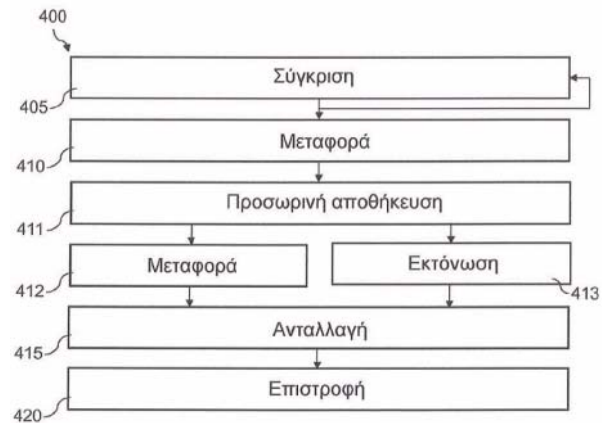 400
Σύγκριση
405
Μεταφορά
410
Προσωρινή αποθήκευση
411
Μεταφορά
412
Εκτόνωση
413
Ανταλλαγή
415
Επιστροφή
420